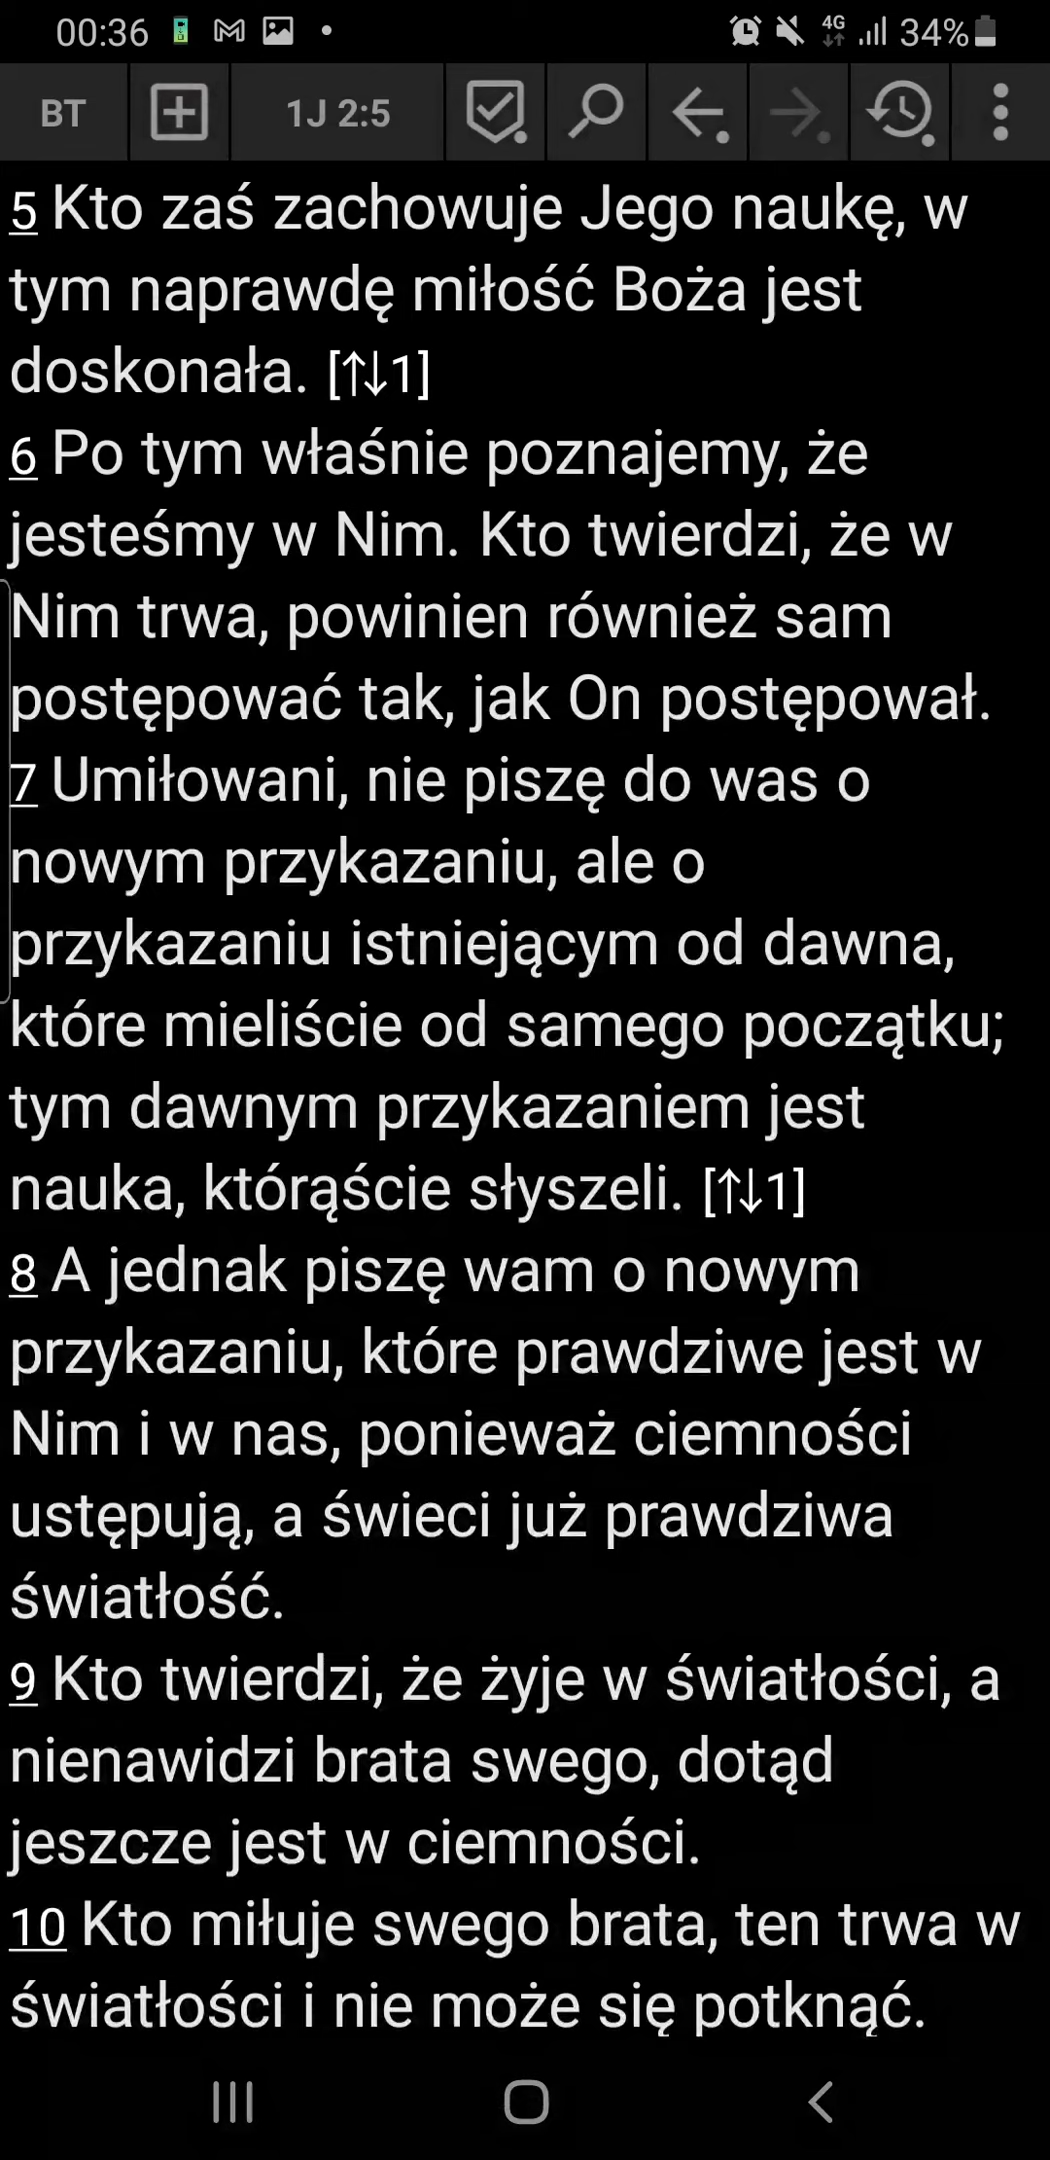 00:36
4G 34%
BT 1J 2:5
5 Kto zaś zachowuje Jego naukę, w
tym naprawdę miłość Boża jest
doskonała. [↑↓1]
6 Po tym właśnie poznajemy, że
jesteśmy w Nim. Kto twierdzi, że w
Nim trwa, powinien również sam
postępować tak, jak On postępował.
7 Umiłowani, nie piszę do was o
nowym przykazaniu, ale o
przykazaniu istniejącym od dawna,
które mieliście od samego początku;
tym dawnym przykazaniem jest
nauka, którąście słyszeli. [↑↓1]
8 A jednak piszę wam o nowym
przykazaniu, które prawdziwe jest w
Nim i w nas, ponieważ ciemności
ustępują, a świeci już prawdziwa
światłość.
9 Kto twierdzi, że żyje w światłości, a
nienawidzi brata swego, dotąd
jeszcze jest w ciemności.
10 Kto miłuje swego brata, ten trwa w
światłości i nie może się potknąć.